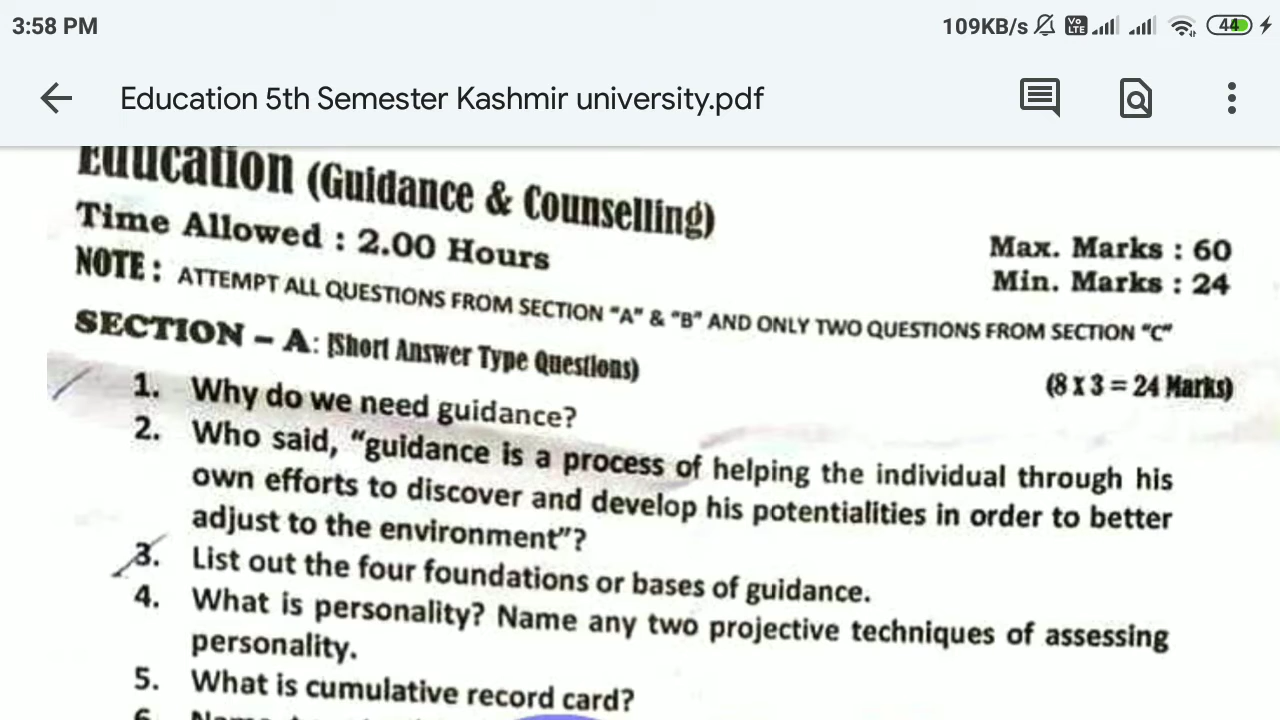 3:58 PM 109KB/s Vo LTE 44
Education 5th Semester Kashmir university.pdf
Education (Guidance & Counselling)
Time Allowed : 2.00 Hours
Max. Marks : 60
Min. Marks : 24
NOTE : ATTEMPT ALL QUESTIONS FROM SECTION "A" & "B" AND ONLY TWO QUESTIONS FROM SECTION "C"
SECTION – A: [Short Answer Type Questions)
(8 X 3 = 24 Marks)
1. Why do we need guidance?
2. Who said, "guidance is a process of helping the individual through his
own efforts to discover and develop his potentialities in order to better
adjust to the environment"?
3. List out the four foundations or bases of guidance.
4. What is personality? Name any two projective techniques of assessing
personality.
5. What is cumulative record card?
6. Name